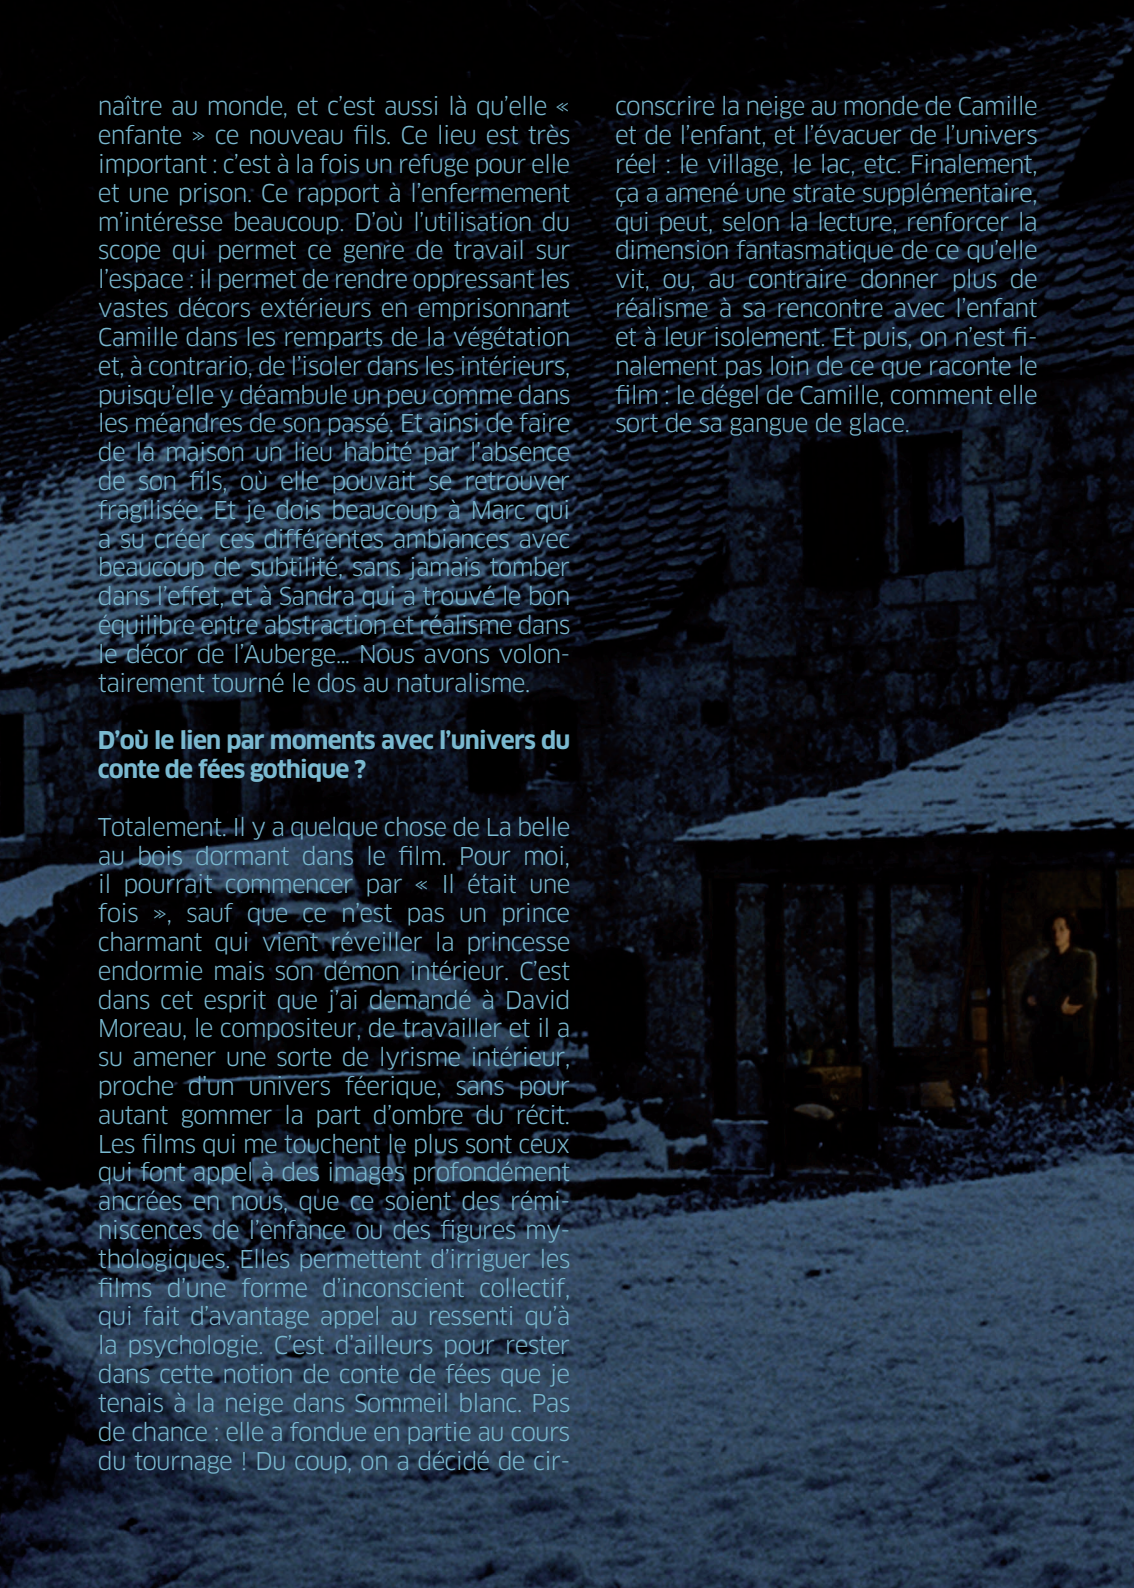 naître au monde, et c’est aussi là qu’elle «
enfante » ce nouveau fils. Ce lieu est très
important : c’est à la fois un refuge pour elle
et une prison. Ce rapport à l’enfermement
m’intéresse beaucoup. D’où l’utilisation du
scope qui permet ce genre de travail sur
l’espace : il permet de rendre oppressant les
vastes décors extérieurs en emprisonnant
Camille dans les remparts de la végétation
et, à contrario, de l’isoler dans les intérieurs,
puisqu’elle y déambule un peu comme dans
les méandres de son passé. Et ainsi de faire
de la maison un lieu habité par l’absence
de son fils, où elle pouvait se retrouver
fragilisée. Et je dois beaucoup à Marc qui
a su créer ces différentes ambiances avec
beaucoup de subtilité, sans jamais tomber
dans l’effet, et à Sandra qui a trouvé le bon
équilibre entre abstraction et réalisme dans
le décor de l’Auberge... Nous avons volon-
tairement tourné le dos au naturalisme.
D’où le lien par moments avec l’univers du
conte de fées gothique ?
Totalement. Il y a quelque chose de La belle
au bois dormant dans le film. Pour moi,
il pourrait commencer par « Il était une
fois », sauf que ce n’est pas un prince
charmant qui vient réveiller la princesse
endormie mais son démon intérieur. C’est
dans cet esprit que j’ai demandé à David
Moreau, le compositeur, de travailler et il a
su amener une sorte de lyrisme intérieur,
proche d’un univers féerique, sans pour
autant gommer la part d’ombre du récit.
Les films qui me touchent le plus sont ceux
qui font appel à des images profondément
ancrées en nous, que ce soient des rémi-
niscences de l’enfance ou des figures my-
thologiques. Elles permettent d’irriguer les
films d’une forme d’inconscient collectif,
qui fait d’avantage appel au ressenti qu’à
la psychologie. C’est d’ailleurs pour rester
dans cette notion de conte de fées que je
tenais à la neige dans Sommeil blanc. Pas
de chance : elle a fondue en partie au cours
du tournage ! Du coup, on a décidé de cir-
conscrire la neige au monde de Camille
et de l’enfant, et l’évacuer de l’univers
réel : le village, le lac, etc. Finalement,
ça a amené une strate supplémentaire,
qui peut, selon la lecture, renforcer la
dimension fantasmatique de ce qu’elle
vit, ou, au contraire donner plus de
réalisme à sa rencontre avec l’enfant
et à leur isolement. Et puis, on n’est fi-
nalement pas loin de ce que raconte le
film : le dégel de Camille, comment elle
sort de sa gangue de glace.